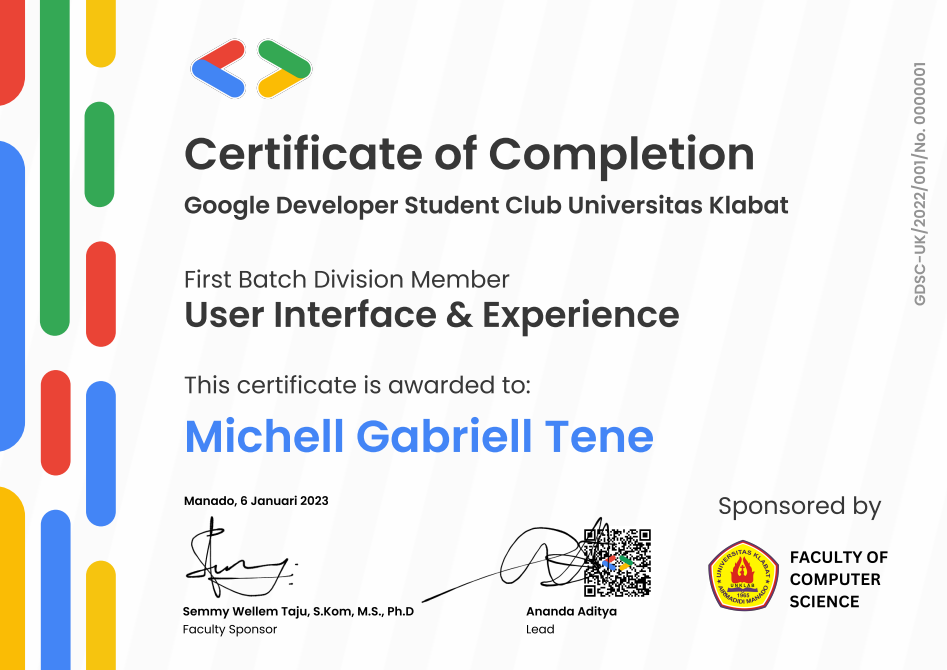 Certificate of Completion
Google Developer Student Club Universitas Klabat
First Batch Division Member
User Interface & Experience
This certificate is awarded to:
Michell Gabriell Tene
Manado, 6 Januari 2023
Semmy Wellem Taju, S.Kom, M.S., Ph.D
Faculty Sponsor
Ananda Aditya
Lead
Sponsored by
UNIVERSITAS KLABAT
UNKLAB
1965
AIRMADIDI MANADO
FACULTY OF
COMPUTER
SCIENCE
GDSC-UK/2022/001/No. 0000001